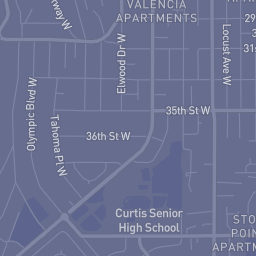 VALENCIA
APARTMENTS
Elwood Dr W
Locust Ave W
35th St W
Olympic Blvd W
Tahoma Pl W
36th St W
Curtis Senior
High School